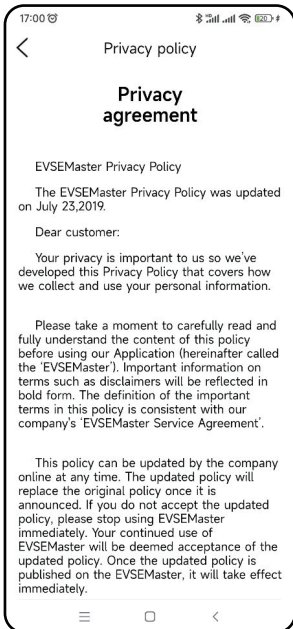 17:00
20
Privacy policy
Privacy
agreement
EVSEMaster Privacy Policy
The EVSEMaster Privacy Policy was updated
on July 23,2019.
Dear customer:
Your privacy is important to us so we've
developed this Privacy Policy that covers how
we collect and use your personal information.
Please take a moment to carefully read and
fully understand the content of this policy
before using our Application (hereinafter called
the 'EVSEMaster'). Important information on
terms such as disclaimers will be reflected in
bold form. The definition of the important
terms in this policy is consistent with our
company's 'EVSEMaster Service Agreement'.
This policy can be updated by the company
online at any time. The updated policy will
replace the original policy once it is
announced. If you do not accept the updated
policy, please stop using EVSEMaster
immediately. Your continued use of
EVSEMaster will be deemed acceptance of the
updated policy. Once the updated policy is
published on the EVSEMaster, it will take effect
immediately.